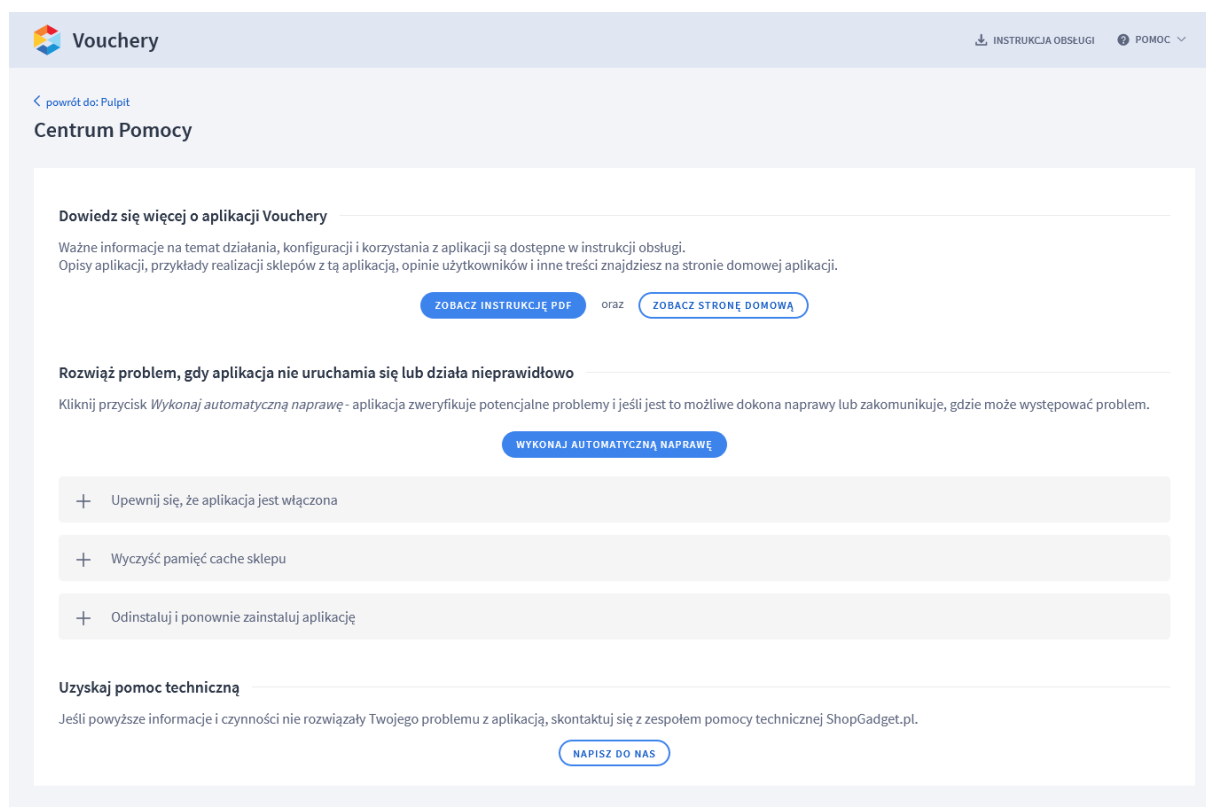 Vouchery
INSTRUKCJA OBSŁUGI
POMOC
powrót do: Pulpit
Centrum Pomocy
Dowiedz się więcej o aplikacji Vouchery
Ważne informacje na temat działania, konfiguracji i korzystania z aplikacji są dostępne w instrukcji obsługi.
Opisy aplikacji, przykłady realizacji sklepów z tą aplikacją, opinie użytkowników i inne treści znajdziesz na stronie domowej aplikacji.
ZOBACZ INSTRUKCJĘ PDF oraz ZOBACZ STRONĘ DOMOWĄ
Rozwiąż problem, gdy aplikacja nie uruchamia się lub działa nieprawidłowo
Kliknij przycisk Wykonaj automatyczną naprawę - aplikacja zweryfikuje potencjalne problemy i jeśli jest to możliwe dokona naprawy lub zakomunikuje, gdzie może występować problem.
WYKONAJ AUTOMATYCZNĄ NAPRAWĘ
Upewnij się, że aplikacja jest włączona
Wyczyść pamięć cache sklepu
Odinstaluj i ponownie zainstaluj aplikację
Uzyskaj pomoc techniczną
Jeśli powyższe informacje i czynności nie rozwiązały Twojego problemu z aplikacją, skontaktuj się z zespołem pomocy technicznej ShopGadget.pl.
NAPISZ DO NAS